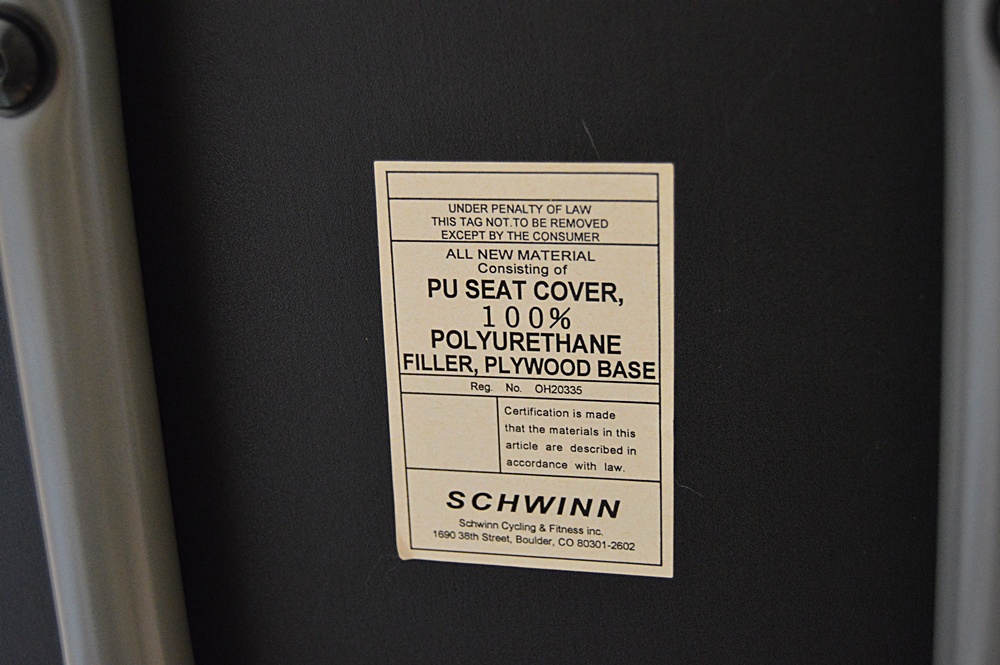 UNDER PENALTY OF LAW
THIS TAG NOT TO BE REMOVED
EXCEPT BY THE CONSUMER
ALL NEW MATERIAL
Consisting of
PU SEAT COVER,
100%
POLYURETHANE
FILLER, PLYWOOD BASE
Reg. No. OH20335
Certification is made
that the materials in this
article are described in
accordance with law.
SCHWINN
Schwinn Cycling & Fitness inc.
1690 38th Street, Boulder, CO 80301-2602